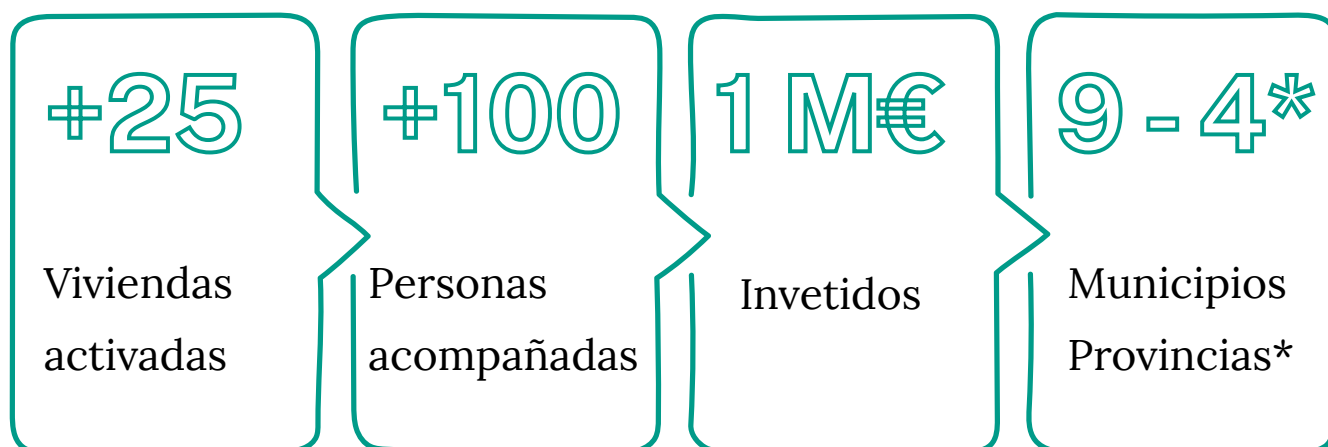 +25
Viviendas
activadas
+100
Personas
acompañadas
1 M€
Invetidos
9 - 4*
Municipios
Provincias*